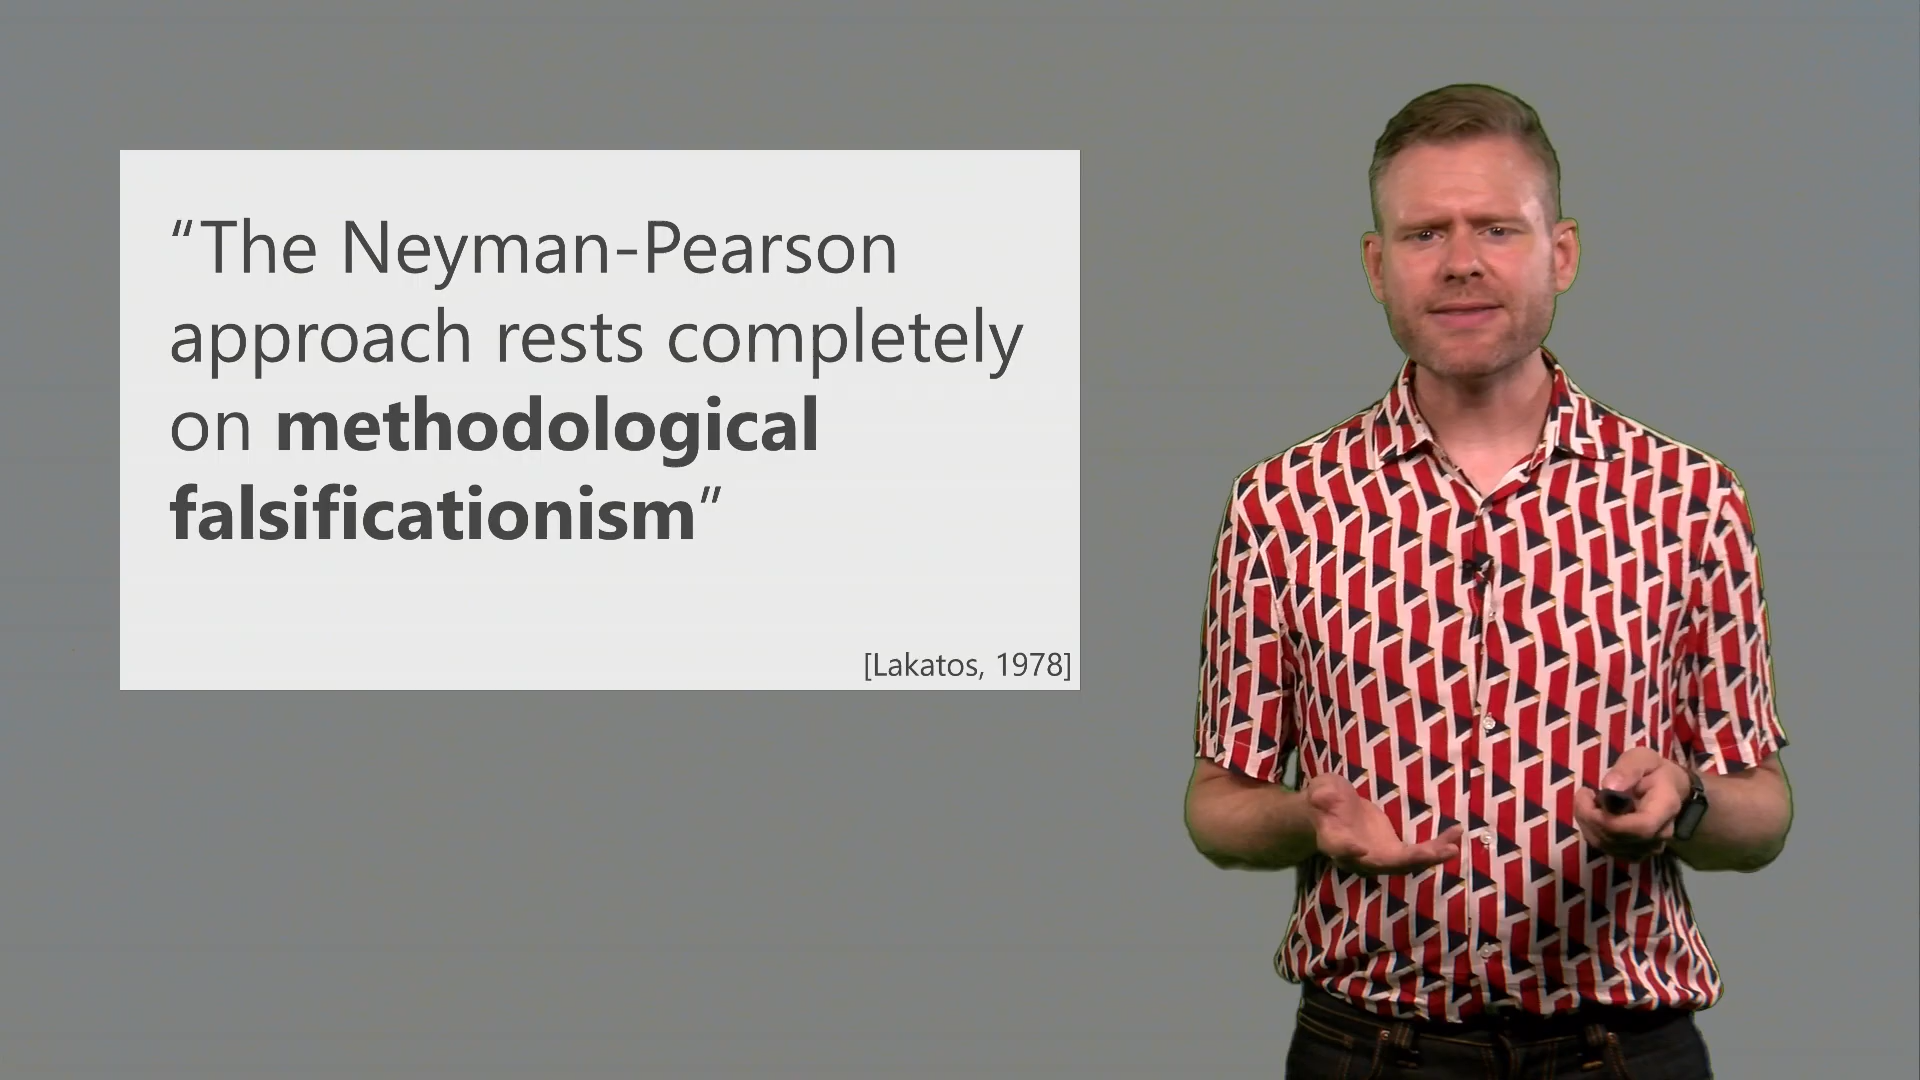 “The Neyman-Pearson
approach rests completely
on methodological
falsificationism”
[Lakatos, 1978]